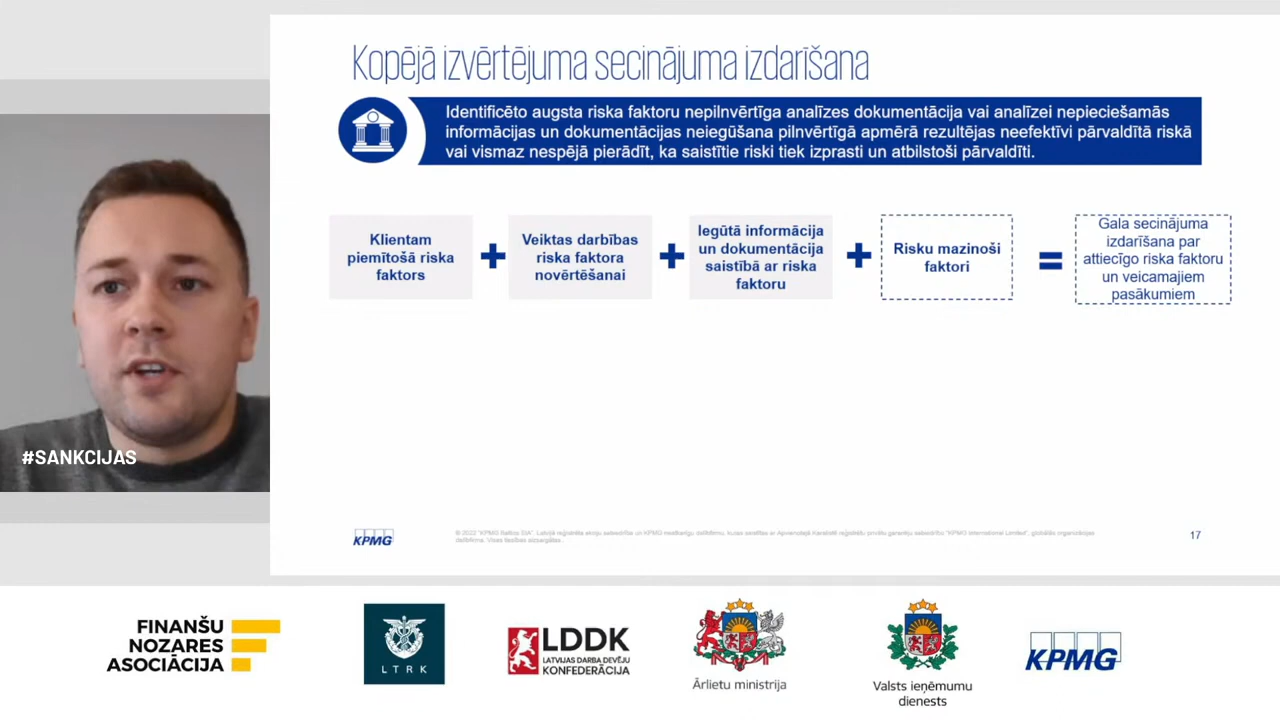 Kopējā izvērtējuma secinājuma izdarīšana
Identificēto augsta riska faktoru nepilnvērtīga analīzes dokumentācija vai analīzei nepieciešamās
informācijas un dokumentācijas neiegūšana pilnvērtīgā apmērā rezultējas neefektīvi pārvaldītā riskā
vai vismaz nespējā pierādīt, ka saistītie riski tiek izprasti un atbilstoši pārvaldīti.
Klientam
piemītošā riska
faktors
+
Veiktas darbības
riska faktora
novērtēšanai
+
Iegūtā informācija
un dokumentācija
saistībā ar riska
faktoru
+
Risku mazinoši
faktori
=
Gala secinājuma
izdarīšana par
attiecīgo riska faktoru
un veicamajiem
pasākumiem
#SANKCIJAS
KPMG
17
FINANŠU
NOZARES
ASOCIĀCIJA
LTRK
LDDK
LATVIJAS DARBA DEVĒJU
KONFEDERĀCIJA
Ārlietu ministrija
Valsts ieņēmumu
dienests
KPMG